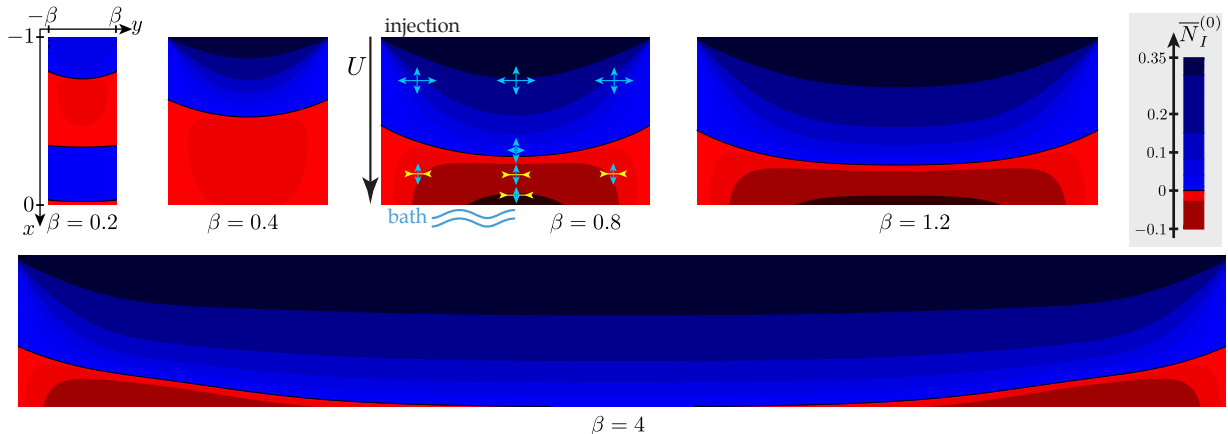 −β β y
−1
0
x
β = 0.2
β = 0.4
injection
U
bath
β = 0.8
β = 1.2
N̅_I^(0)
0.35
0.2
0.1
0
−0.1
β = 4